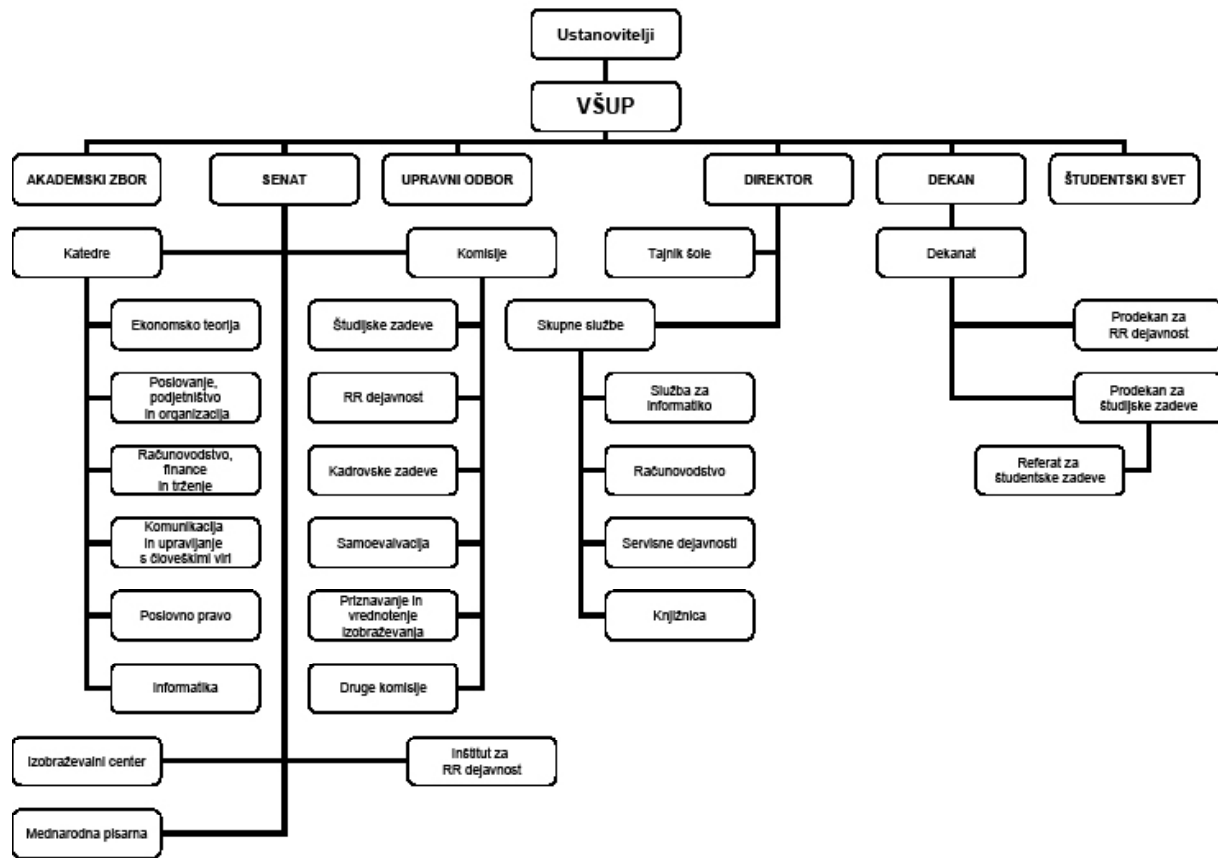 Ustanovitelji
VŠUP
AKADEMSKI ZBOR
SENAT
UPRAVNI ODBOR
DIREKTOR
DEKAN
ŠTUDENTSKI SVET
Katedre
Komisije
Tajnik šole
Dekanat
Ekonomsko teorija
Študijske zadeve
Skupne službe
Prodekan za
RR dejavnost
Poslovanje,
podjetništvo
in organizacija
RR dejavnost
Služba za
informatiko
Prodekan za
študijske zadeve
Računovodstvo,
finance
in trženje
Kadrovske zadeve
Računovodstvo
Referat za
študentske zadeve
Komunikacija
in upravljanje
s človeškimi viri
Samoevalvacija
Servisne dejavnosti
Poslovno pravo
Priznavanje in
vrednotenje
izobraževanja
Knjižnica
Informatika
Druge komisije
Izobraževalni center
Inštitut za
RR dejavnost
Mednarodna pisarna